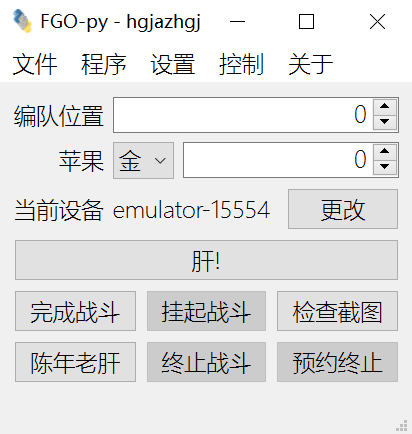 FGO-py - hgjazhgj
文件 程序 设置 控制 关于
编队位置 0
苹果 金 0
当前设备 emulator-15554 更改
肝!
完成战斗 挂起战斗 检查截图
陈年老肝 终止战斗 预约终止